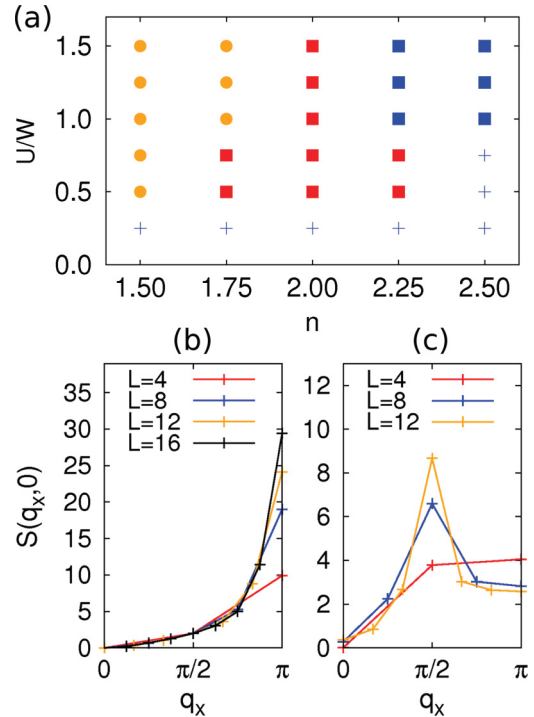 (a)
U/W
1.5
1.0
0.5
0.0
1.50 1.75 2.00 2.25 2.50
n
(b)
S(qx,0)
L=4
L=8
L=12
L=16
35
30
25
20
15
10
5
0
0 π/2 π
qx
(c)
L=4
L=8
L=12
12
10
8
6
4
2
0
0 π/2 π
qx